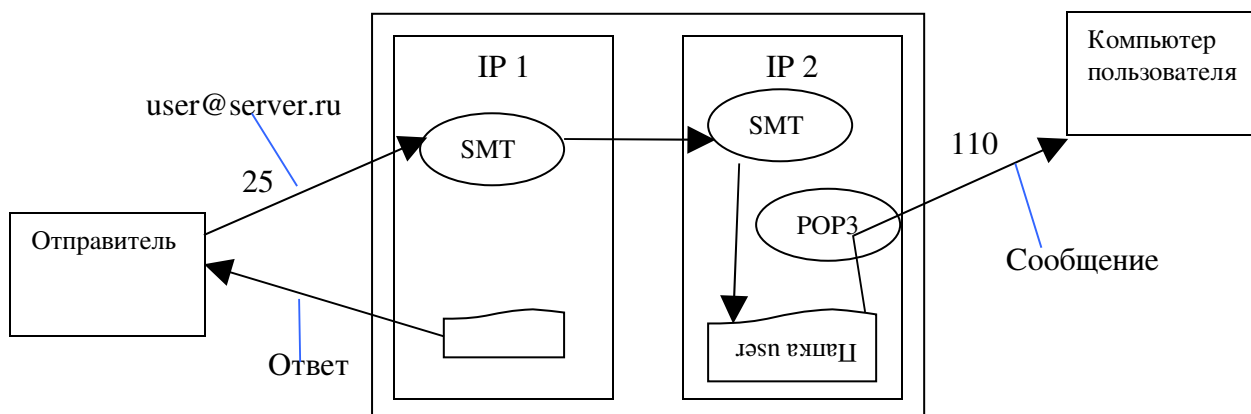 IP 1
IP 2
Компьютер
пользователя
user@server.ru
SMT
SMT
110
25
Отправитель
POP3
Сообщение
Папка user
Ответ